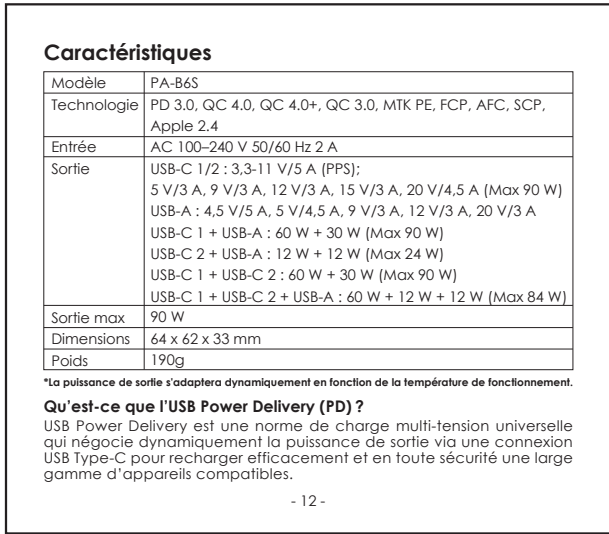 Caractéristiques
Modèle PA-B6S
Technologie PD 3.0, QC 4.0, QC 4.0+, QC 3.0, MTK PE, FCP, AFC, SCP,
Apple 2.4
Entrée AC 100–240 V 50/60 Hz 2 A
Sortie USB-C 1/2 : 3,3-11 V/5 A (PPS);
5 V/3 A, 9 V/3 A, 12 V/3 A, 15 V/3 A, 20 V/4,5 A (Max 90 W)
USB-A : 4,5 V/5 A, 5 V/4,5 A, 9 V/3 A, 12 V/3 A, 20 V/3 A
USB-C 1 + USB-A : 60 W + 30 W (Max 90 W)
USB-C 2 + USB-A : 12 W + 12 W (Max 24 W)
USB-C 1 + USB-C 2 : 60 W + 30 W (Max 90 W)
USB-C 1 + USB-C 2 + USB-A : 60 W + 12 W + 12 W (Max 84 W)
Sortie max 90 W
Dimensions 64 x 62 x 33 mm
Poids 190g
*La puissance de sortie s'adaptera dynamiquement en fonction de la température de fonctionnement.
Qu'est-ce que l'USB Power Delivery (PD) ?
USB Power Delivery est une norme de charge multi-tension universelle
qui négocie dynamiquement la puissance de sortie via une connexion
USB Type-C pour recharger efficacement et en toute sécurité une large
gamme d'appareils compatibles.
- 12 -